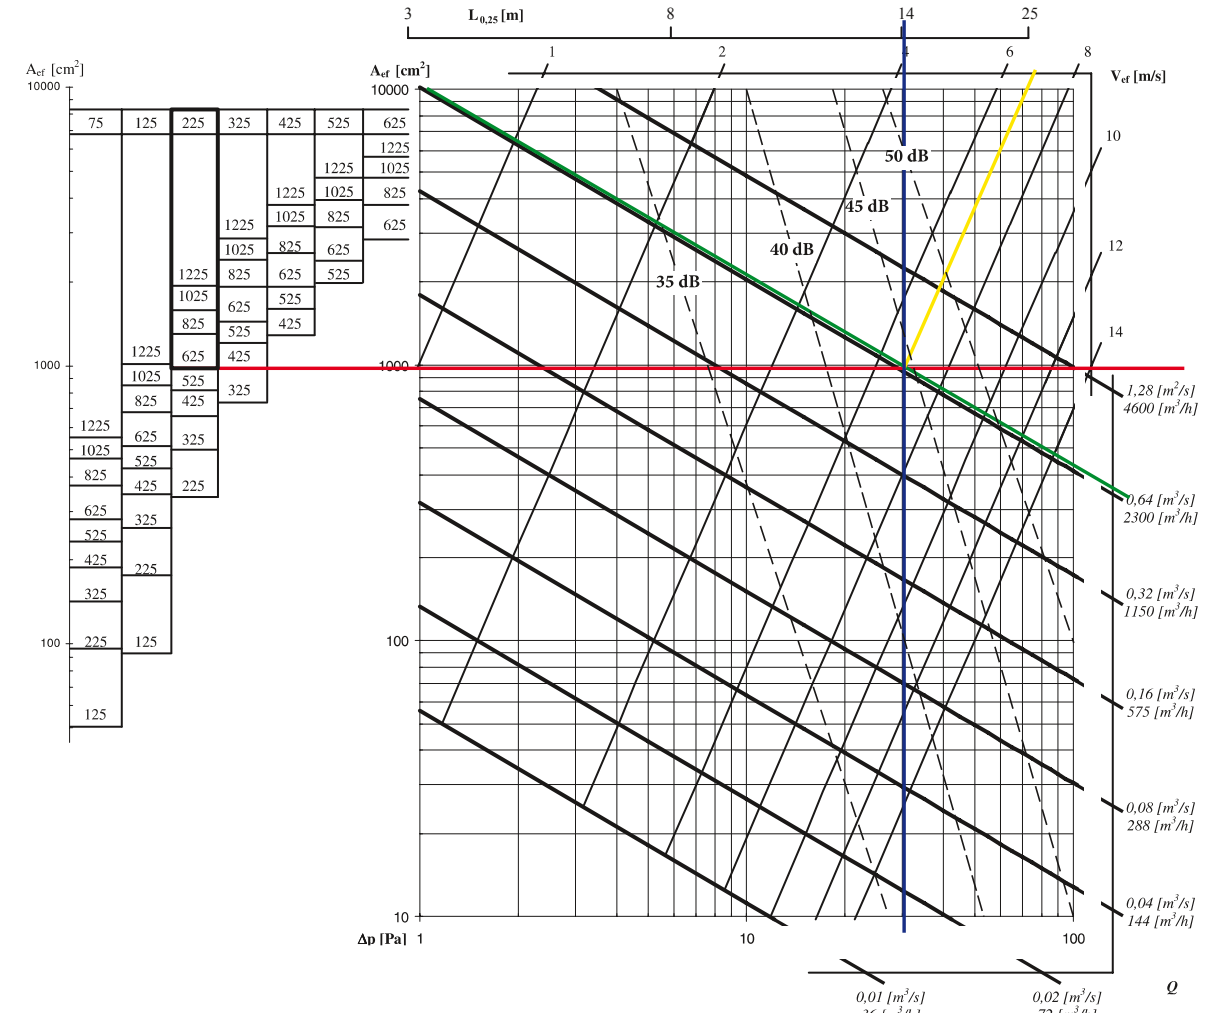 3 L0,25 [m] 8 14 25
1 2 4 6 8
Aef [cm²] Aef [cm²] Vef [m/s]
10000 10000
75 125 225 325 425 525 625
10
1225
50 dB
1225 1025
1225 1025 825
45 dB
1225 1025 825 625
12
1025 825 625
40 dB
1225 825 625 525
35 dB
1025 625 525
825 525 425
14
1225 625 425
1000 1000
1025 525 325
1,28 [m²/s]
825 425
4600 [m³/h]
1225 625 325
1025 525
825 425 225
0,64 [m³/s]
625 325
2300 [m³/h]
525
425 225
325
0,32 [m³/s]
1150 [m³/h]
225 125
100 100
0,16 [m³/s]
125
575 [m³/h]
0,08 [m³/s]
288 [m³/h]
0,04 [m³/s]
10
144 [m³/h]
Δp [Pa] 1 10 100
Q
0,01 [m³/s] 0,02 [m³/s]
36 [m³/h] 72 [m³/h]